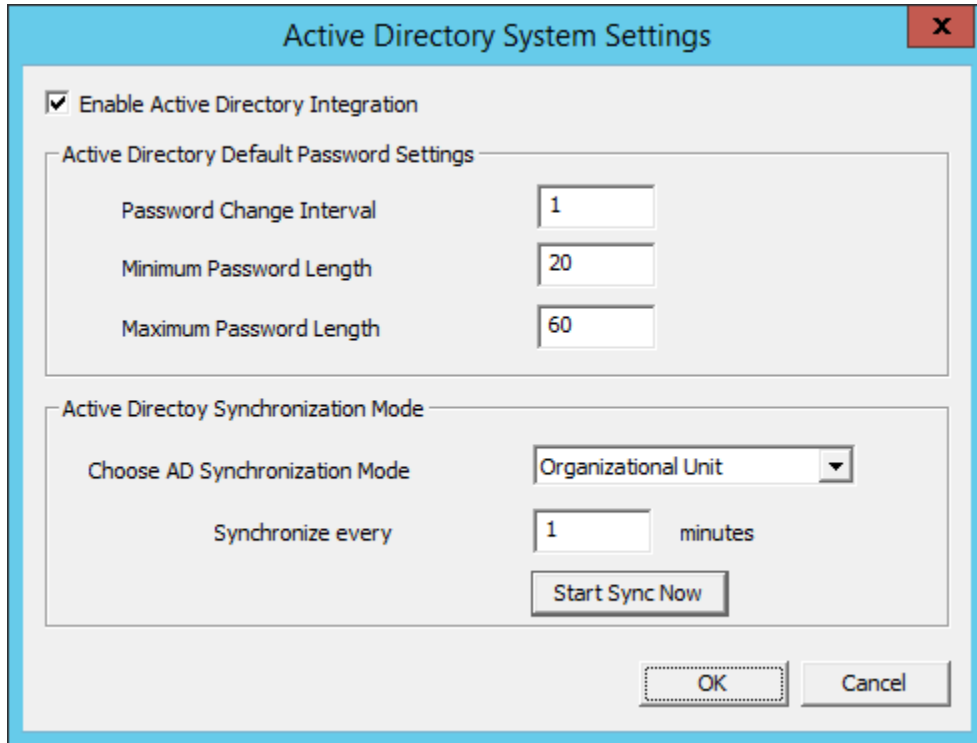 Active Directory System Settings
x
Enable Active Directory Integration
Active Directory Default Password Settings
Password Change Interval 1
Minimum Password Length 20
Maximum Password Length 60
Active Directoy Synchronization Mode
Choose AD Synchronization Mode Organizational Unit
Synchronize every 1 minutes
Start Sync Now
OK Cancel